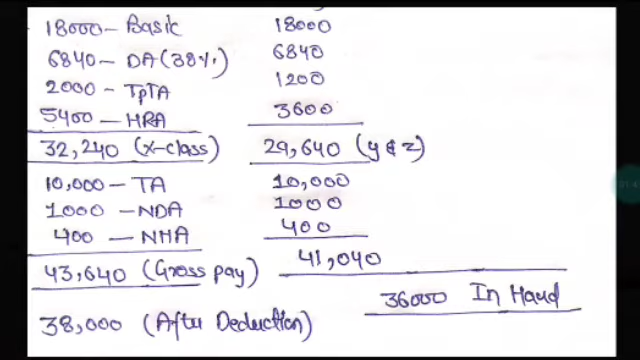 18000 - Basic 18000
6840 - DA (38%) 6840
2000 - TpTA 1200
5400 - HRA 3600
32,240 (x-class) 29,640 (y & z)
10,000 - TA 10,000
1000 - NDA 1000
400 - NHA 400
43,640 (Gross pay) 41,040
36000 In Hand
38,000 (After Deduction)